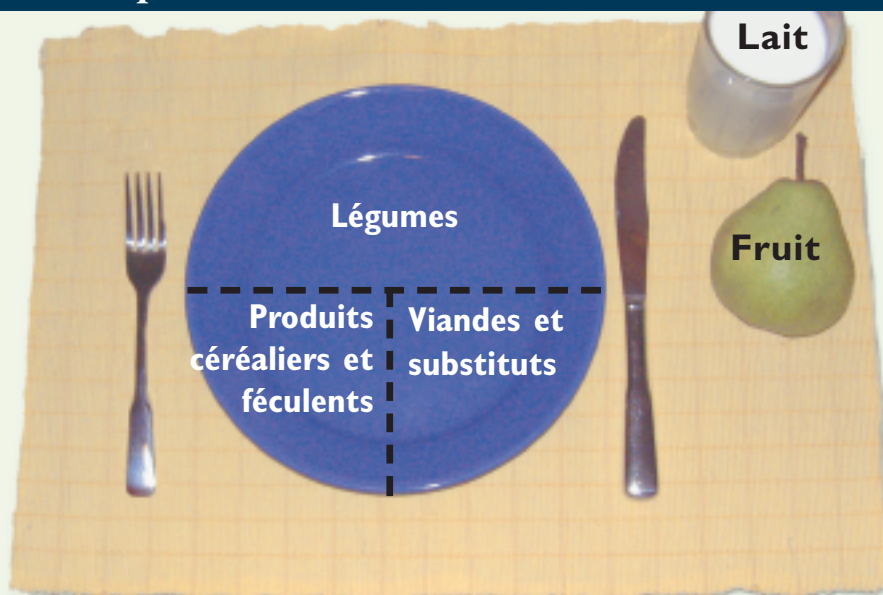 Lait
Légumes
Fruit
Produits
céréaliers et
féculents
Viandes et
substituts